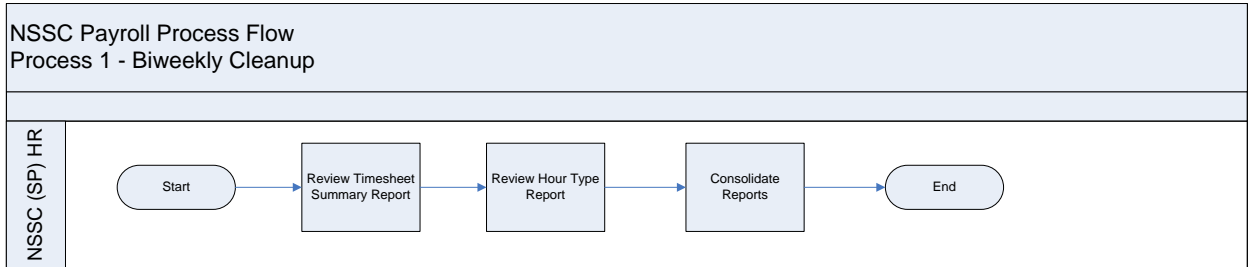 NSSC Payroll Process Flow
Process 1 - Biweekly Cleanup
NSSC (SP) HR
Start
Review Timesheet
Summary Report
Review Hour Type
Report
Consolidate
Reports
End